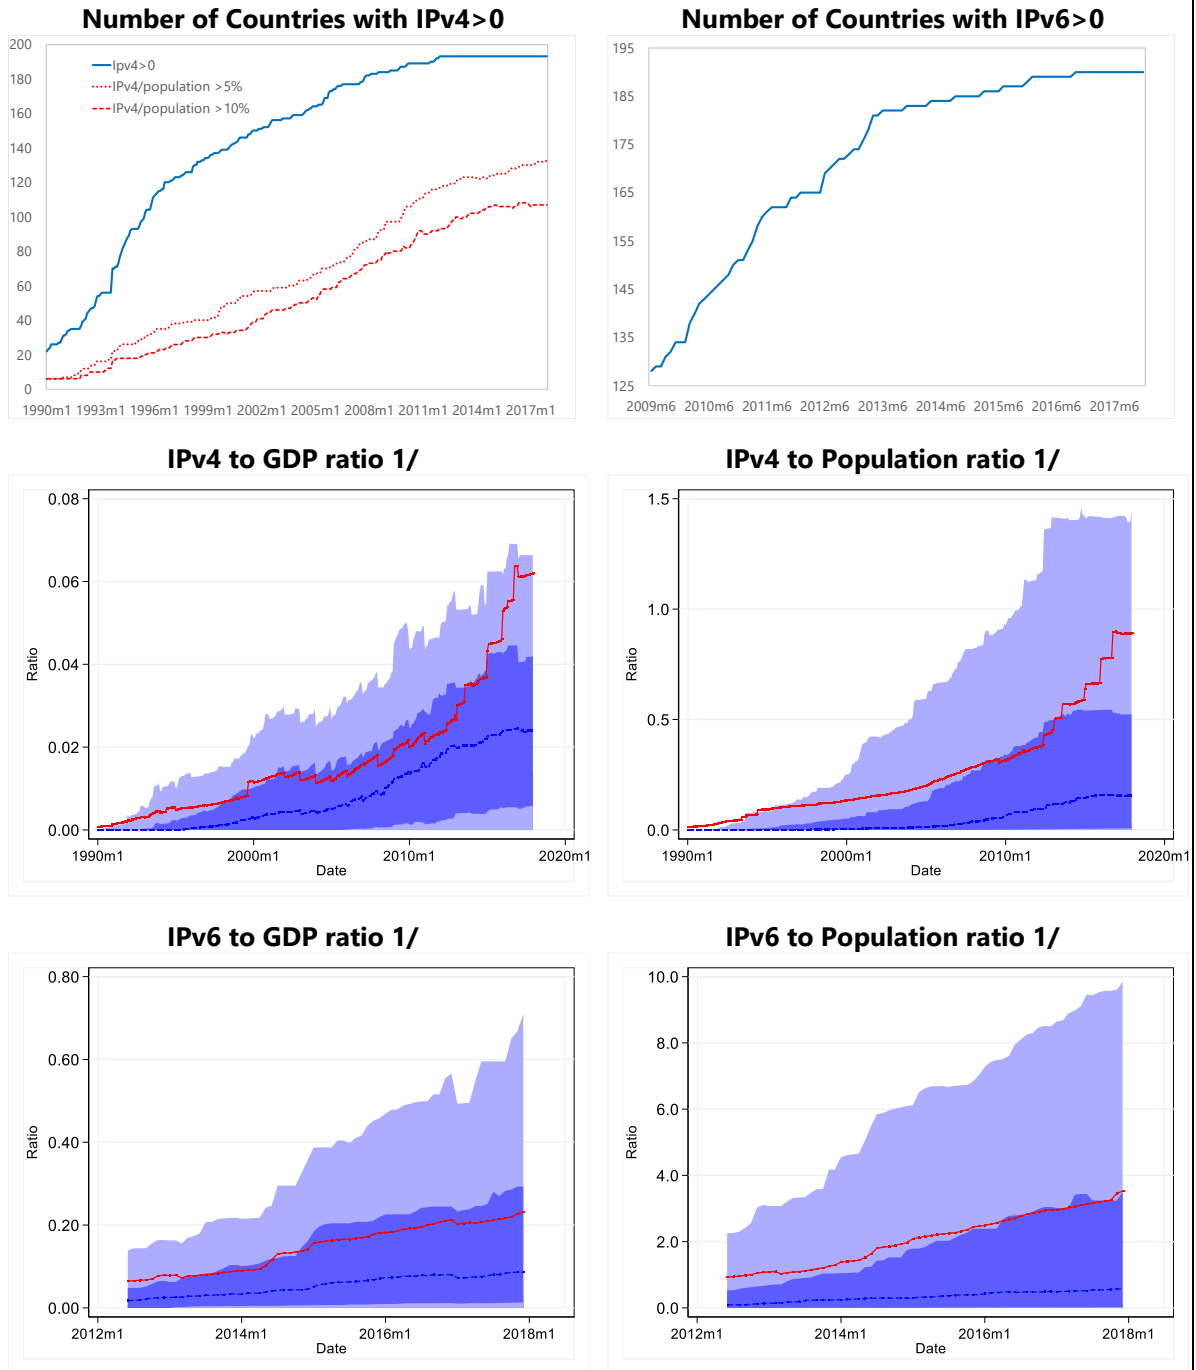 Number of Countries with IPv4>0
200
180
160
140
120
100
80
60
40
20
0
Ipv4>0
IPv4/population >5%
IPv4/population >10%
1990m1 1993m1 1996m1 1999m1 2002m1 2005m1 2008m1 2011m1 2014m1 2017m1
Number of Countries with IPv6>0
195
185
175
165
155
145
135
125
2009m6 2010m6 2011m6 2012m6 2013m6 2014m6 2015m6 2016m6 2017m6
IPv4 to GDP ratio 1/
0.08
0.06
0.04
0.02
0.00
Ratio
1990m1 2000m1 2010m1 2020m1
Date
IPv4 to Population ratio 1/
1.5
1.0
0.5
0.0
Ratio
1990m1 2000m1 2010m1 2020m1
Date
IPv6 to GDP ratio 1/
0.80
0.60
0.40
0.20
0.00
Ratio
2012m1 2014m1 2016m1 2018m1
Date
IPv6 to Population ratio 1/
10.0
8.0
6.0
4.0
2.0
0.0
Ratio
2012m1 2014m1 2016m1 2018m1
Date